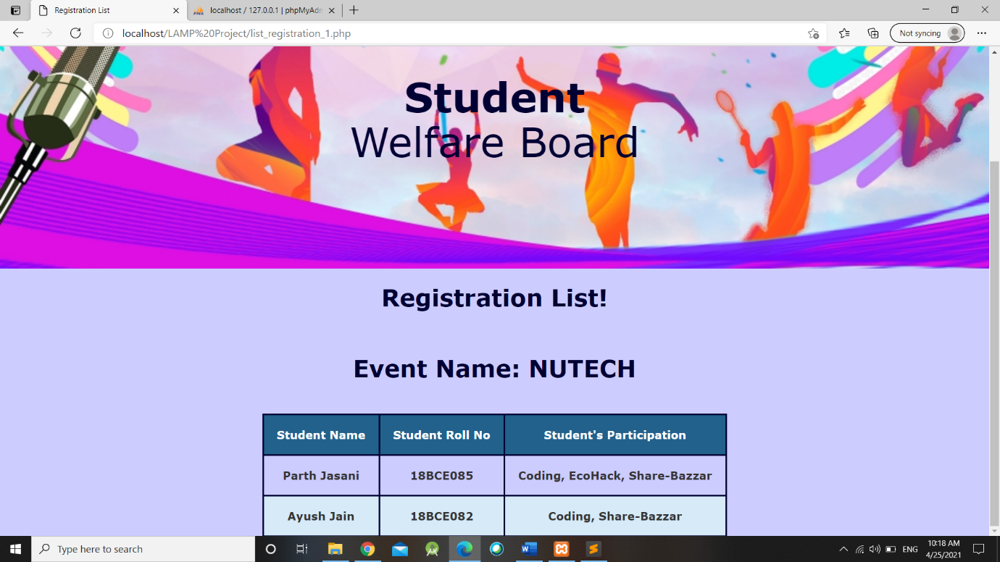 Registration List
localhost / 127.0.0.1 | phpMyAdm
localhost/LAMP%20Project/list_registration_1.php
Not syncing
Student
Welfare Board
Registration List!
Event Name: NUTECH
Student Name Student Roll No Student's Participation
Parth Jasani 18BCE085 Coding, EcoHack, Share-Bazzar
Ayush Jain 18BCE082 Coding, Share-Bazzar
Type here to search
ENG
10:18 AM
4/25/2021